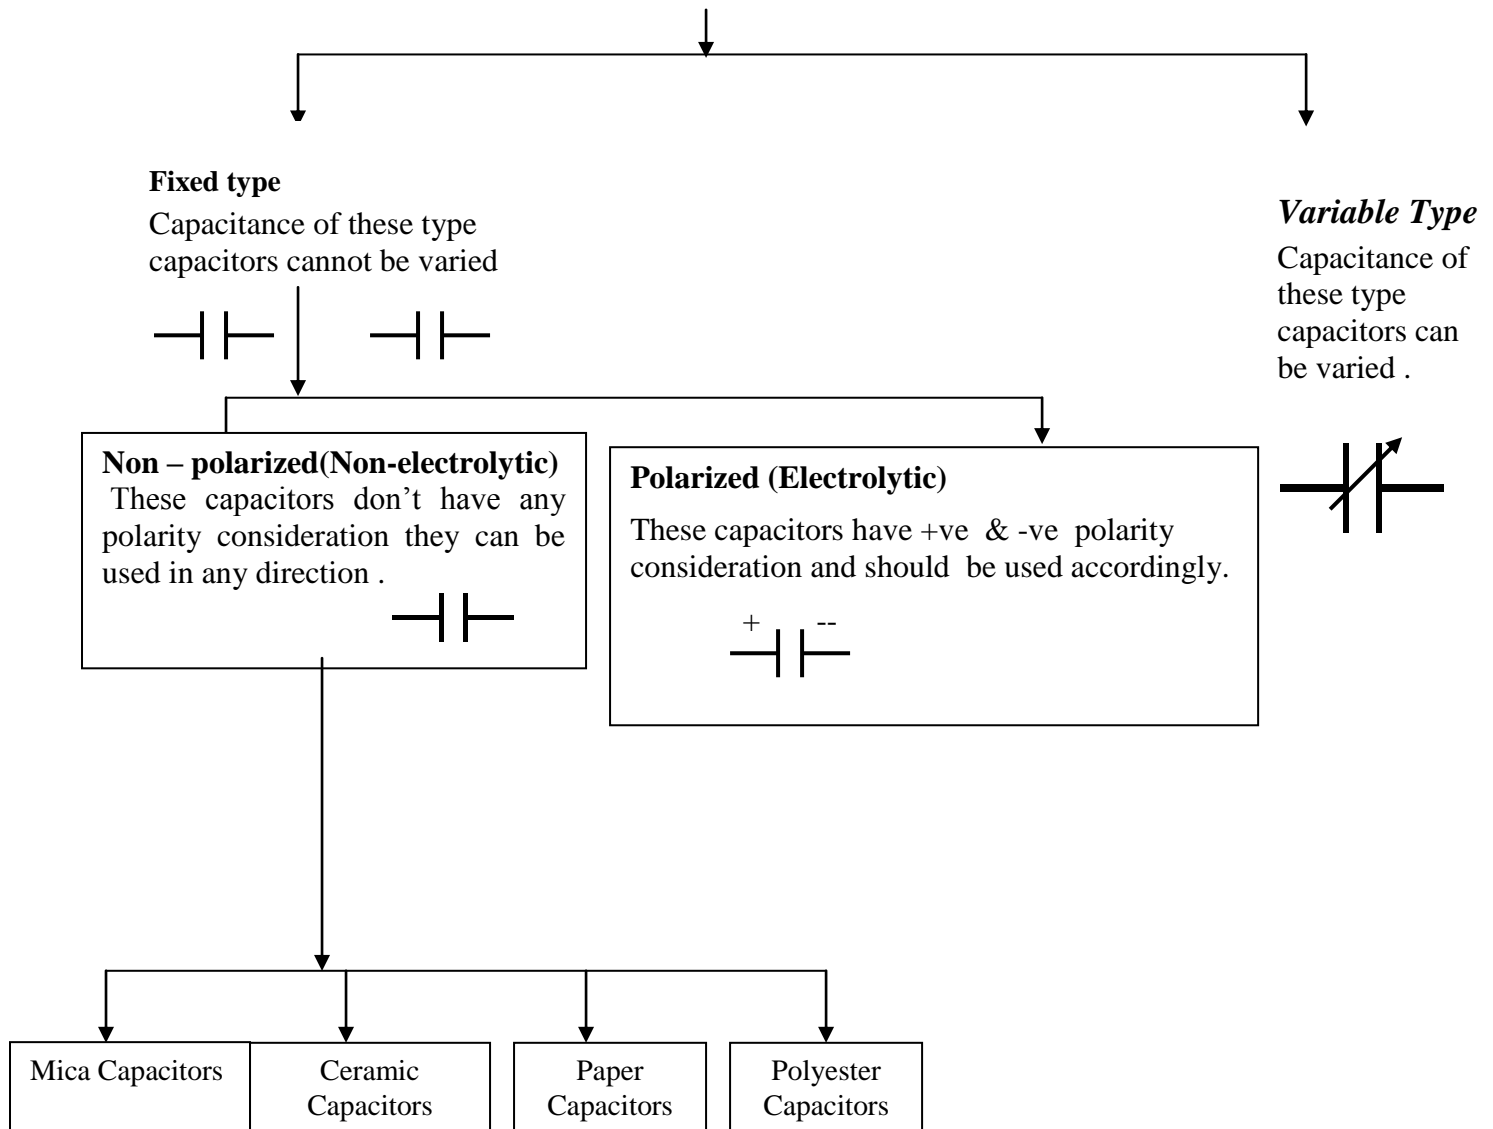 Fixed type
Capacitance of these type
capacitors cannot be varied
Variable Type
Capacitance of
these type
capacitors can
be varied .
Non – polarized(Non-electrolytic)
These capacitors don’t have any
polarity consideration they can be
used in any direction .
Polarized (Electrolytic)
These capacitors have +ve & -ve polarity
consideration and should be used accordingly.
+ --
Mica Capacitors
Ceramic
Capacitors
Paper
Capacitors
Polyester
Capacitors